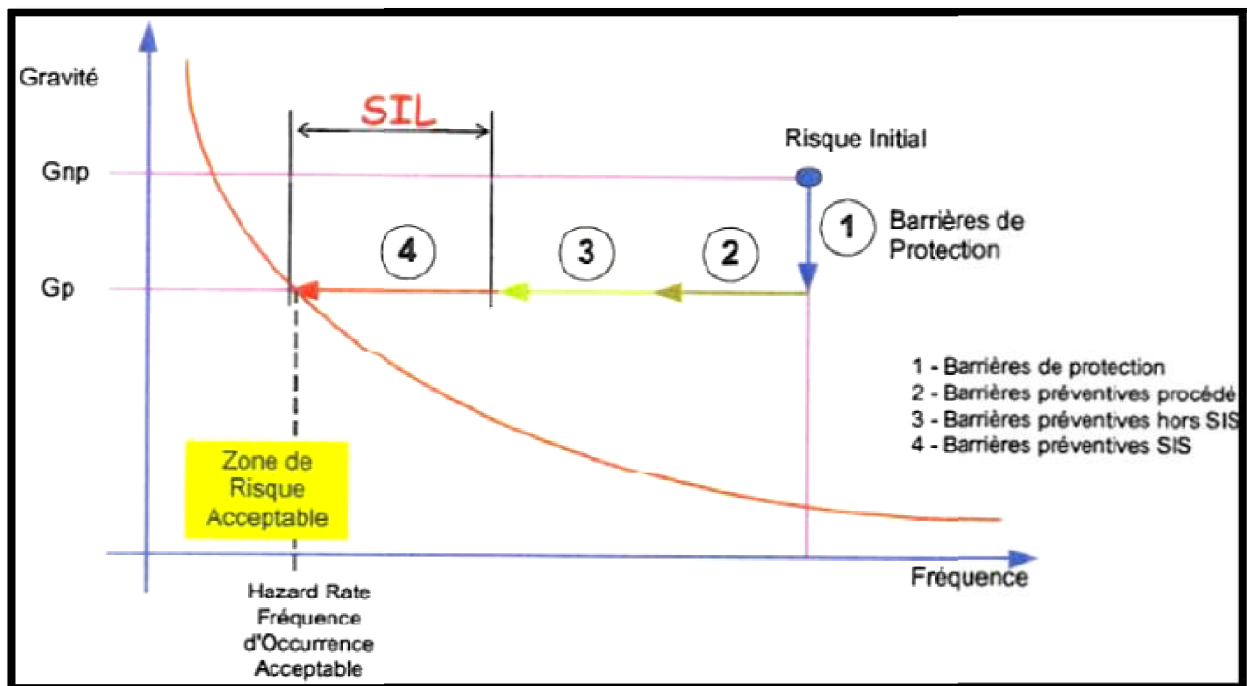 Gravité
SIL
Risque Initial
Gnp
1
Barrières de
Protection
4
3
2
Gp
1 - Barrières de protection
2 - Barrières préventives procédé
3 - Barrières préventives hors SIS
4 - Barrières préventives SIS
Zone de
Risque
Acceptable
Fréquence
Hazard Rate
Fréquence
d'Occurrence
Acceptable